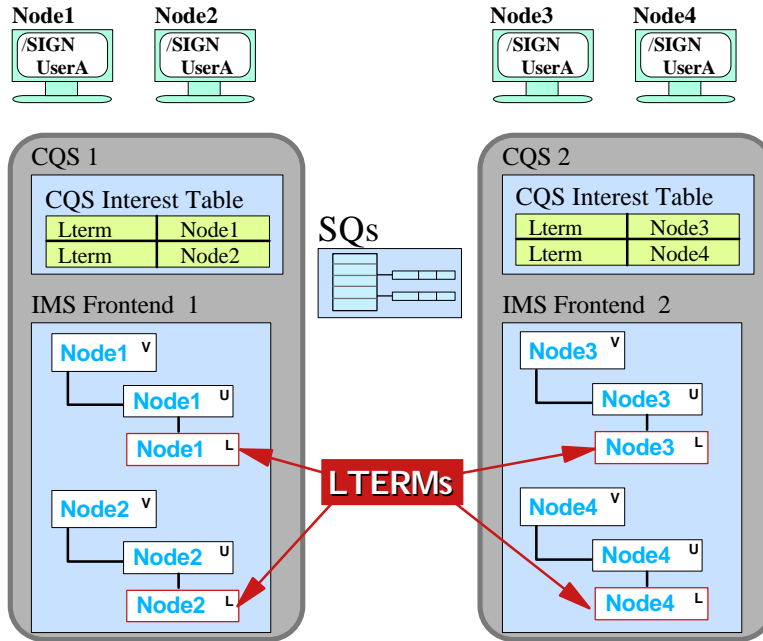 Node1
Node2
Node3
Node4
/SIGN
UserA
/SIGN
UserA
/SIGN
UserA
/SIGN
UserA
CQS 1
CQS Interest Table
Lterm Node1
Lterm Node2
IMS Frontend 1
Node1 V
Node1 U
Node1 L
Node2 V
Node2 U
Node2 L
SQs
LTERMs
CQS 2
CQS Interest Table
Lterm Node3
Lterm Node4
IMS Frontend 2
Node3 V
Node3 U
Node3 L
Node4 V
Node4 U
Node4 L